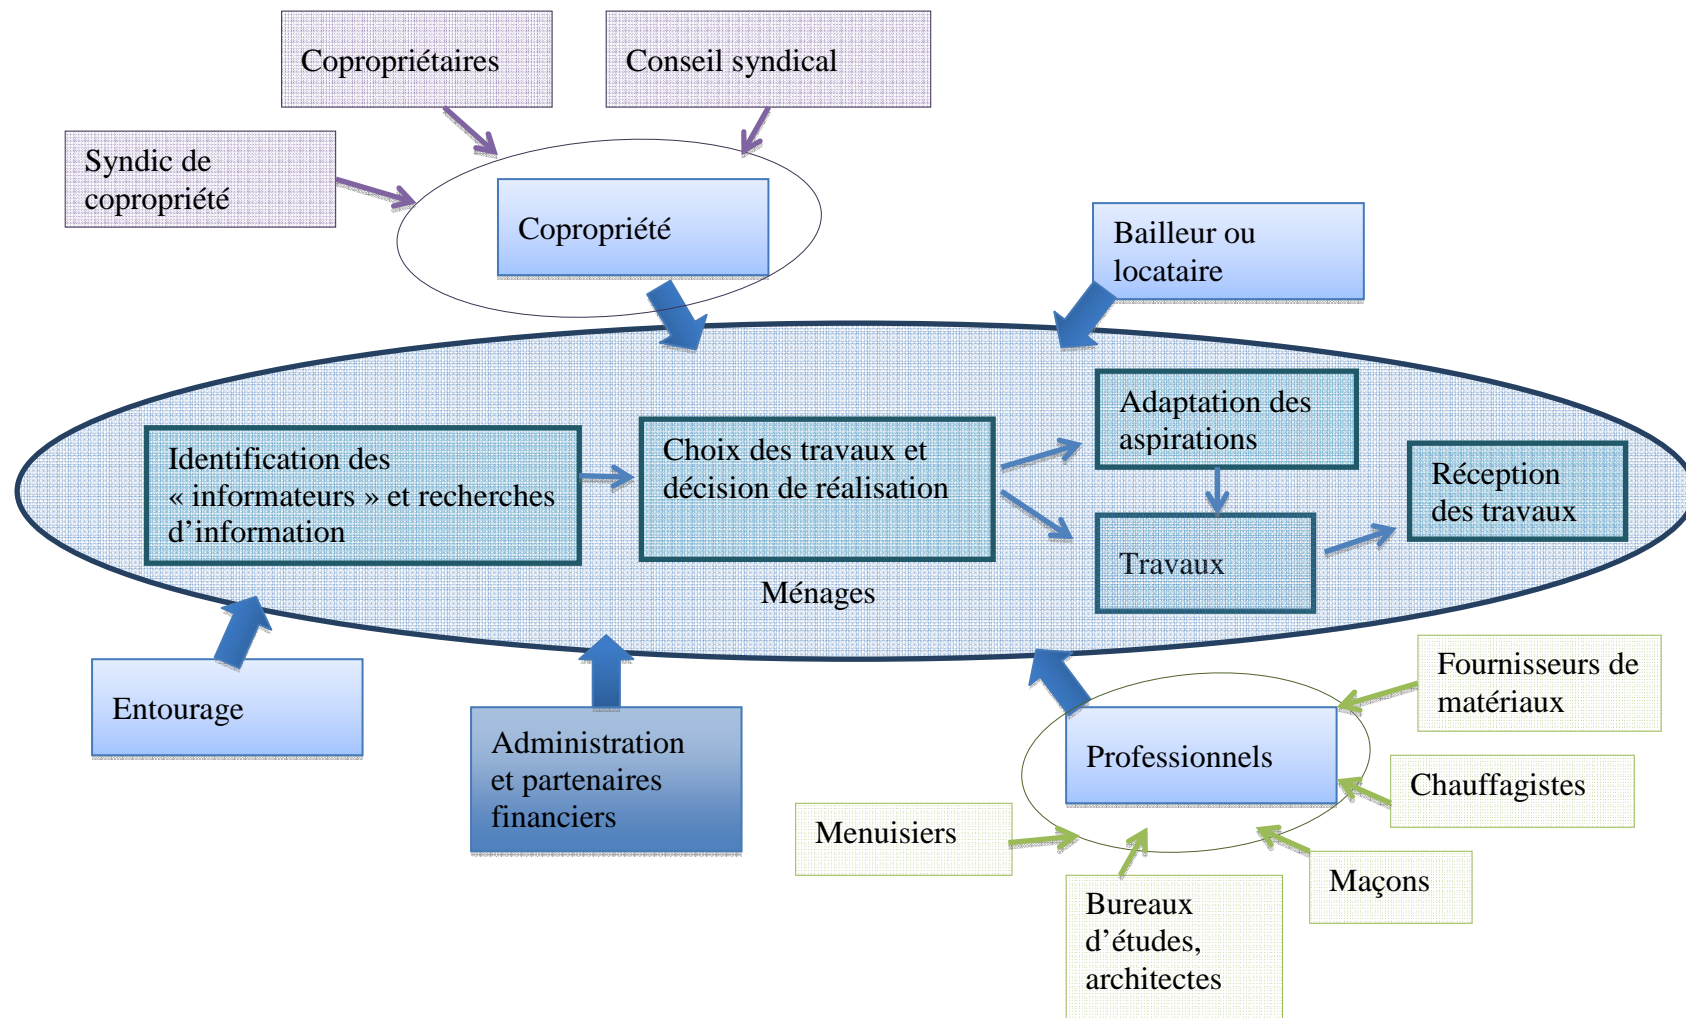 Copropriétaires
Conseil syndical
Syndic de
copropriété
Copropriété
Bailleur ou
locataire
Identification des
« informateurs » et recherches
d’information
Choix des travaux et
décision de réalisation
Adaptation des
aspirations
Travaux
Réception
des travaux
Ménages
Entourage
Administration
et partenaires
financiers
Professionnels
Fournisseurs de
matériaux
Chauffagistes
Menuisiers
Maçons
Bureaux
d’études,
architectes